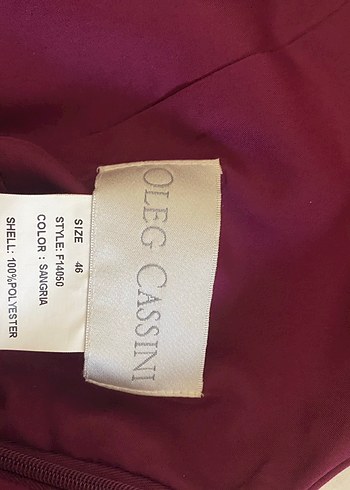 OLEG CASSINI
SIZE 46
STYLE: F14050
COLOR : SANGRIA
SHELL: 100%POLYESTER